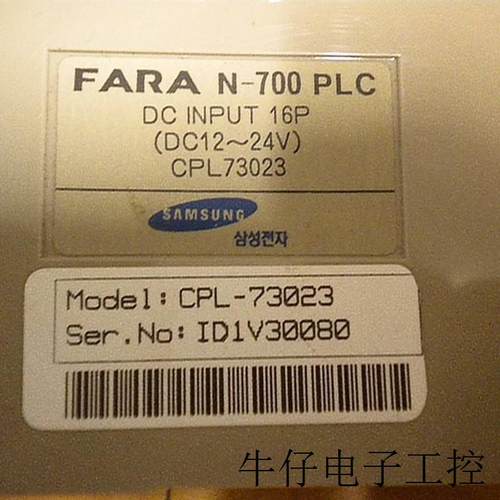 FARA N-700 PLC
DC INPUT 16P
(DC12～24V)
CPL73023
SAMSUNG
삼성전자
Model: CPL-73023
Ser.No: ID1V30080
牛仔电子工控